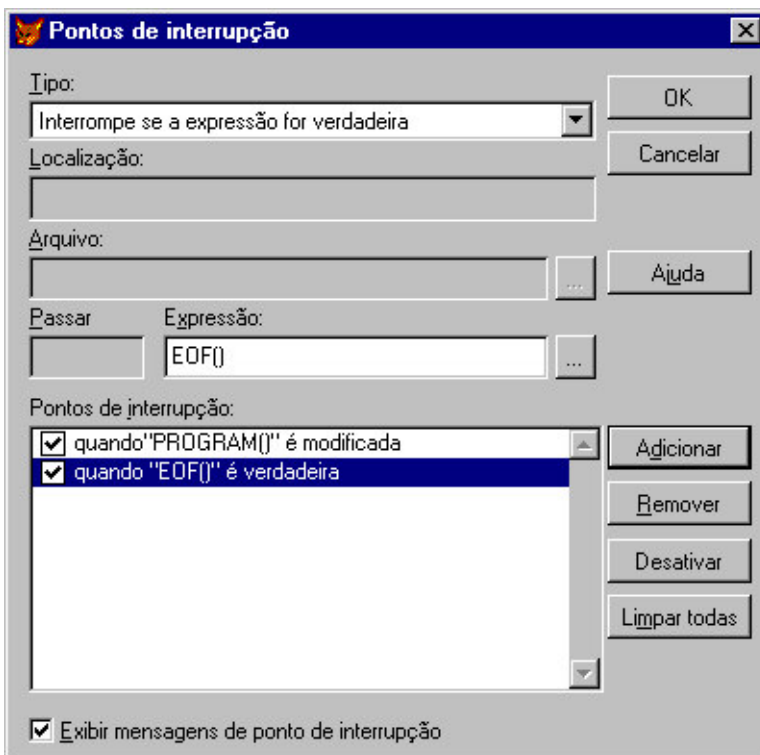 Pontos de interrupção
Tipo:
OK
Interrompe se a expressão for verdadeira
Cancelar
Localização:
Arquivo:
...
Ajuda
Passar
Expressão:
EOF()
...
Pontos de interrupção:
quando"PROGRAM()" é modificada
Adicionar
quando "EOF()" é verdadeira
Remover
Desativar
Limpar todas
Exibir mensagens de ponto de interrupção